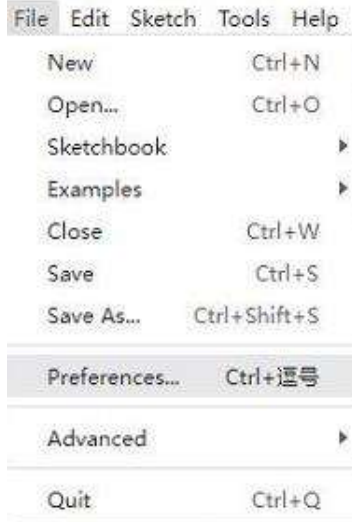 File Edit Sketch Tools Help
New Ctrl+N
Open... Ctrl+O
Sketchbook
Examples
Close Ctrl+W
Save Ctrl+S
Save As... Ctrl+Shift+S
Preferences... Ctrl+逗号
Advanced
Quit Ctrl+Q